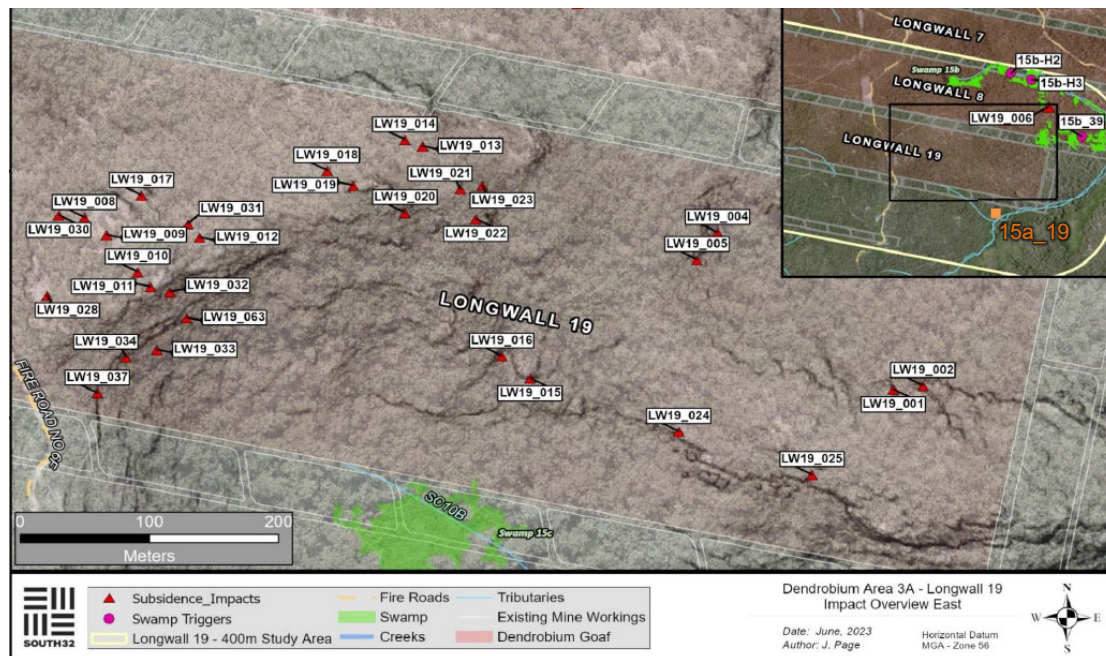 LONGWALL 7
15b-H2
Swamp 15b
15b-H3
LONGWALL 8
LW19_006
15b_39
LONGWALL 19
15a_19
LW19_014
LW19_013
LW19_018
LW19_021
LW19_019
LW19_017
LW19_023
LW19_020
LW19_008
LW19_031
LW19_004
LW19_030
LW19_009
LW19_012
LW19_022
LW19_005
LW19_010
LW19_011
LW19_032
LW19_028
LONGWALL 19
LW19_063
LW19_034
LW19_033
LW19_016
LW19_037
LW19_015
LW19_002
LW19_001
LW19_024
FIRE ROAD NO 6F
LW19_025
SC10B
Swamp 15c
0 100 200
Meters
SOUTH32
Subsidence_Impacts
Swamp Triggers
Longwall 19 - 400m Study Area
Fire Roads
Swamp
Creeks
Tributaries
Existing Mine Workings
Dendrobium Goaf
Dendrobium Area 3A - Longwall 19
Impact Overview East
Date: June, 2023
Author: J. Page
Horizontal Datum
MGA - Zone 56
N
W E
S